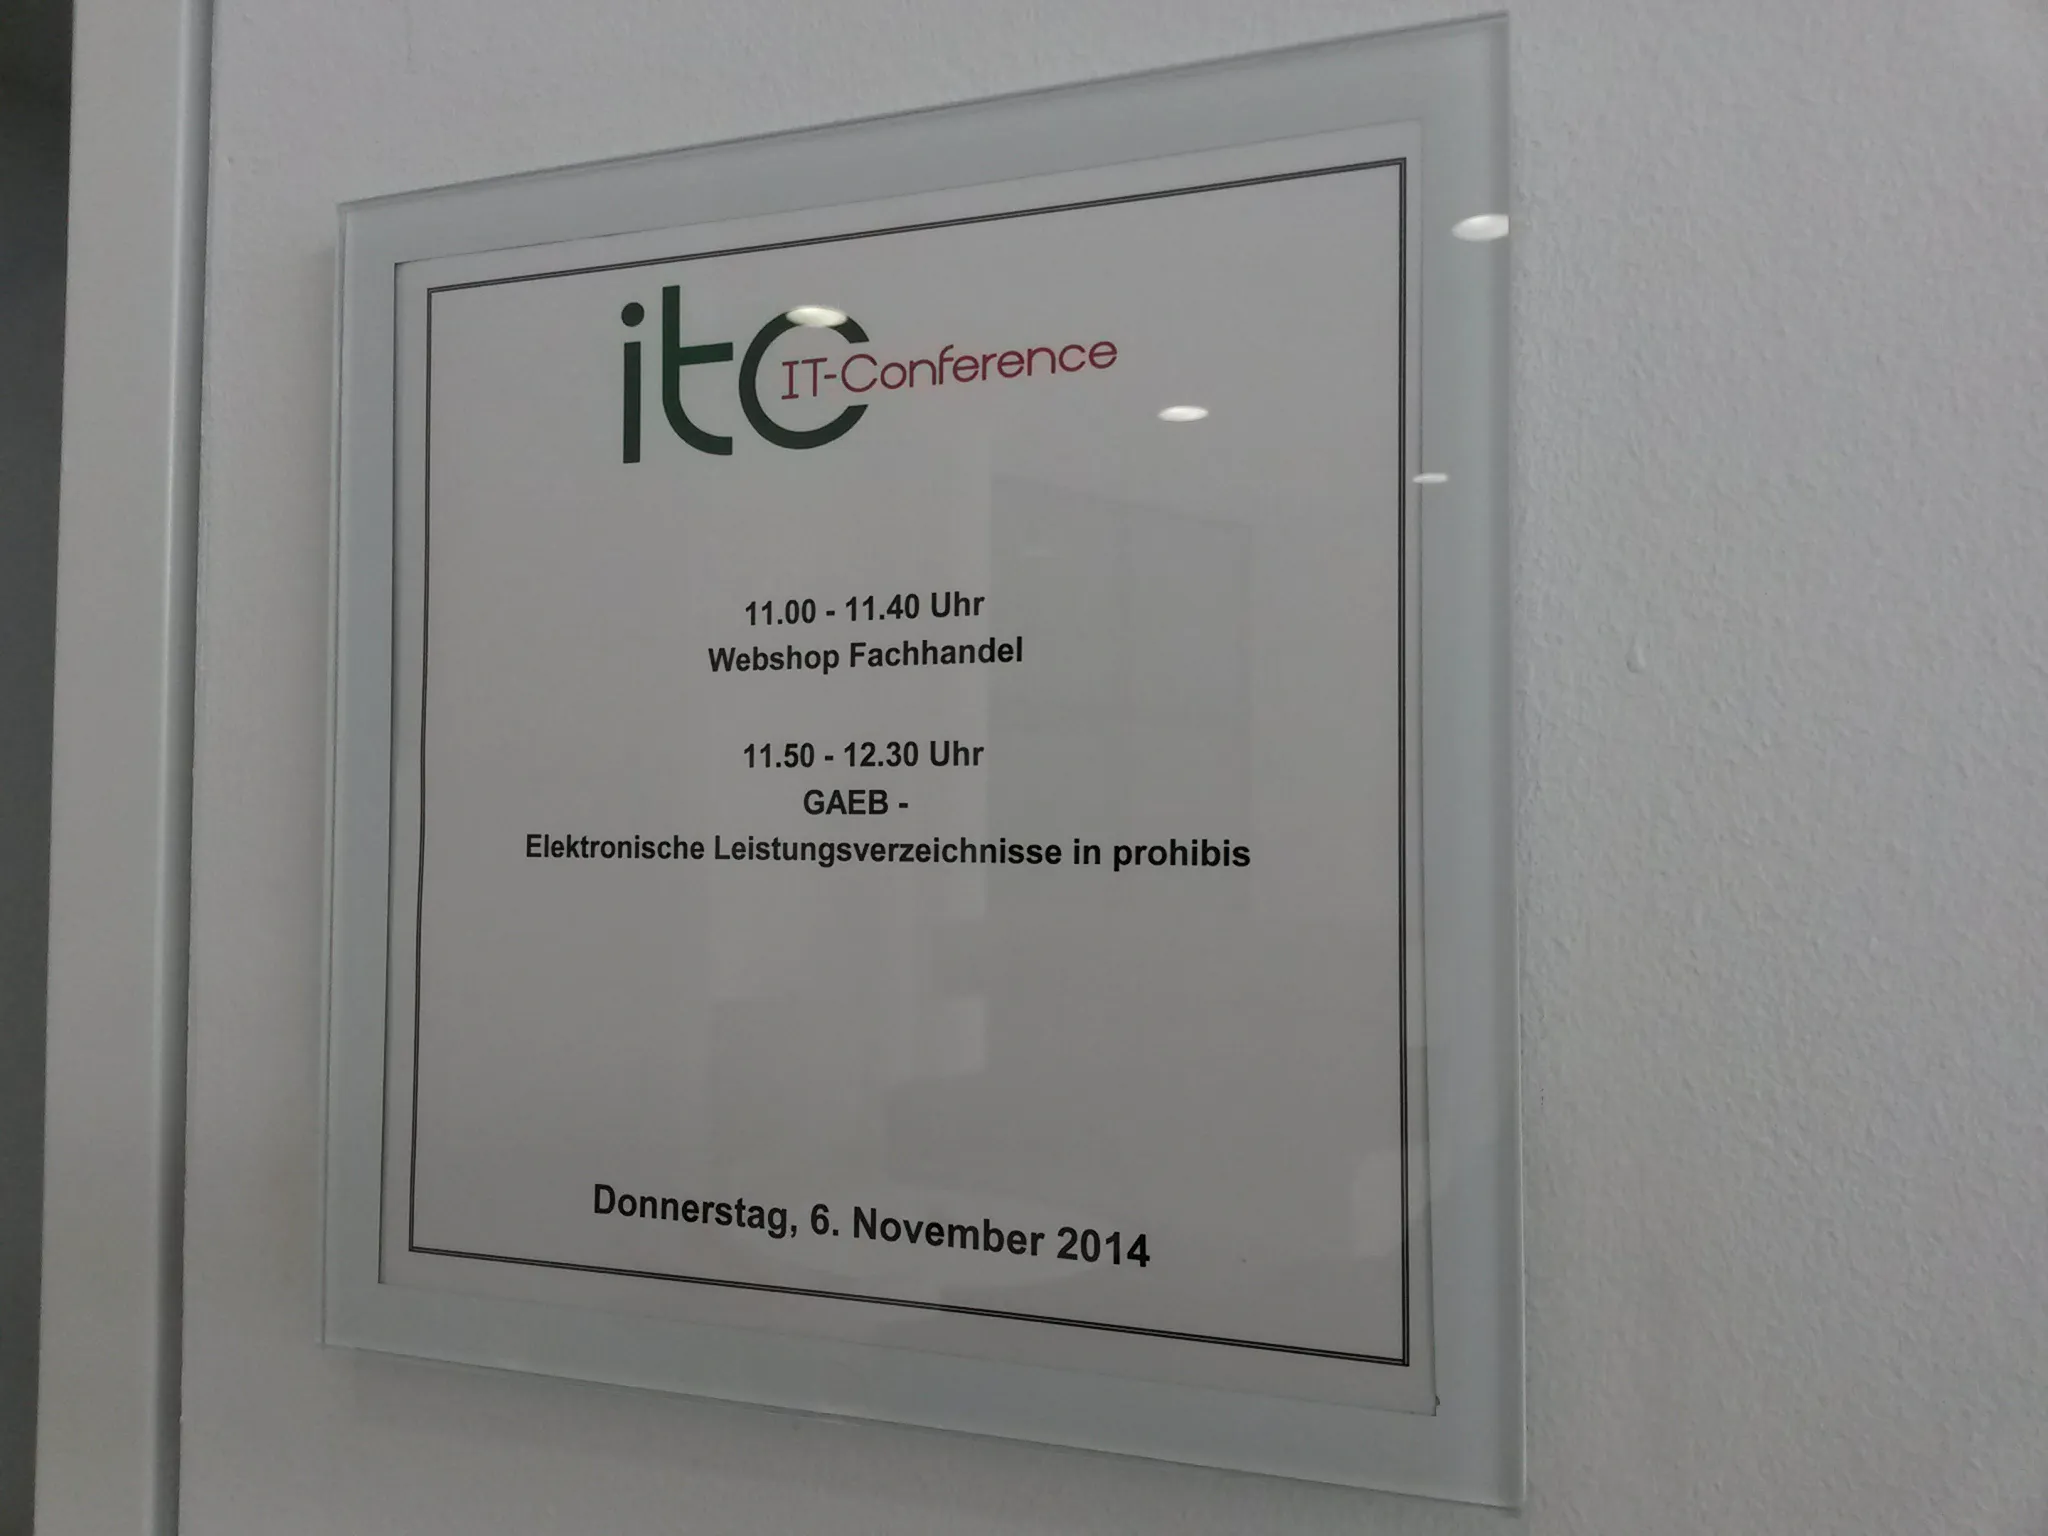 itc
IT-Conference
11.00 - 11.40 Uhr
Webshop Fachhandel
11.50 - 12.30 Uhr
GAEB -
Elektronische Leistungsverzeichnisse in prohibis
Donnerstag, 6. November 2014